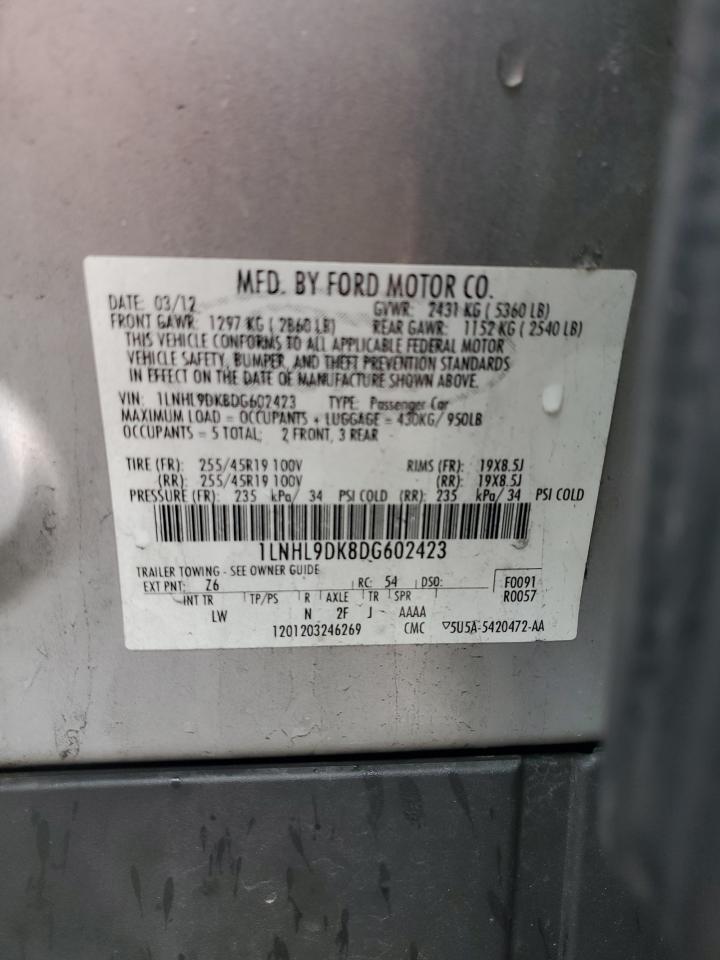 MFD. BY FORD MOTOR CO.
DATE: 03/12 GVWR: 2431 KG ( 5360 LB)
FRONT GAWR: 1297 KG ( 2860 LB) REAR GAWR: 1152 KG ( 2540 LB)
THIS VEHICLE CONFORMS TO ALL APPLICABLE FEDERAL MOTOR
VEHICLE SAFETY, BUMPER, AND THEFT PREVENTION STANDARDS
IN EFFECT ON THE DATE OF MANUFACTURE SHOWN ABOVE.
VIN: 1LNHL9DK8DG602423 TYPE: Passenger Car
MAXIMUM LOAD = OCCUPANTS + LUGGAGE = 430KG/ 950LB
OCCUPANTS = 5 TOTAL; 2 FRONT, 3 REAR
TIRE (FR): 255/45R19 100V RIMS (FR): 19X8.5J
(RR): 255/45R19 100V (RR): 19X8.5J
PRESSURE (FR): 235 kPa/ 34 PSI COLD (RR): 235 kPa/ 34 PSI COLD
1LNHL9DK8DG602423
TRAILER TOWING - SEE OWNER GUIDE
EXT PNT: Z6 RC: 54 DSO: F0091
INT TR TP/PS R AXLE TR SPR R0057
LW N 2F J AAAA
1201203246269 CMC ▽5U5A-5420472-AA